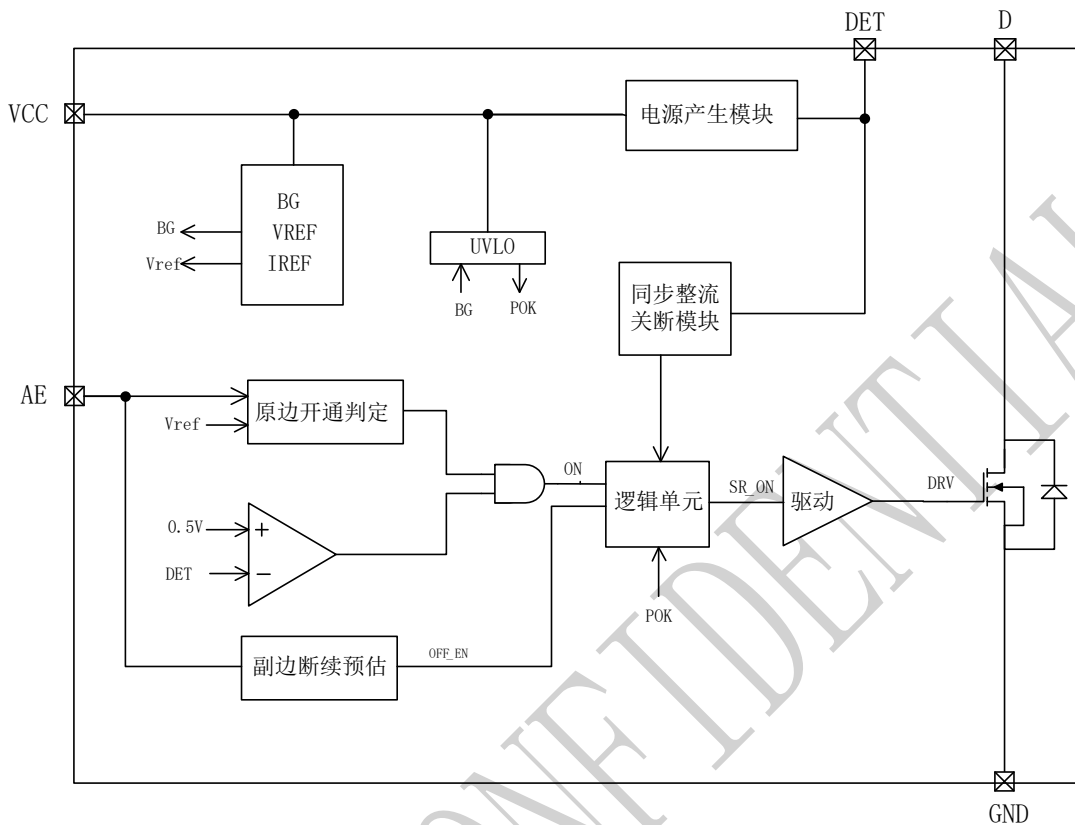 DET
D
VCC
电源产生模块
BG
VREF
IREF
BG
Vref
UVLO
BG
POK
同步整流
关断模块
AE
原边开通判定
Vref
ON
逻辑单元
SR_ON
驱动
DRV
0.5V
+
DET
-
POK
副边断续预估
OFF_EN
GND
CONFIDENTIAL